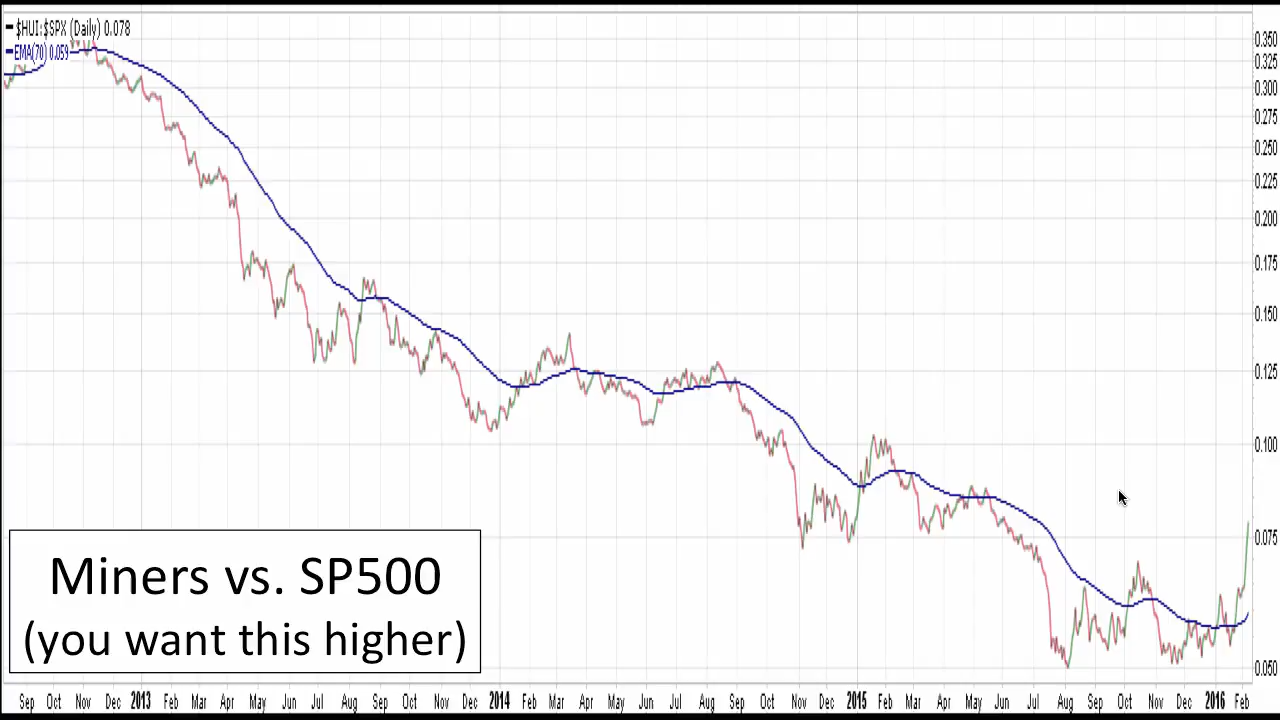 $HUI:$SPX (Daily) 0.078
EMA(70) 0.059
0.350
0.325
0.300
0.275
0.250
0.225
0.200
0.175
0.150
0.125
0.100
0.075
0.050
Miners vs. SP500
(you want this higher)
Sep Oct Nov Dec 2013 Feb Mar Apr May Jun Jul Aug Sep Oct Nov Dec 2014 Feb Mar Apr May Jun Jul Aug Sep Oct Nov Dec 2015 Feb Mar Apr May Jun Jul Aug Sep Oct Nov Dec 2016 Feb